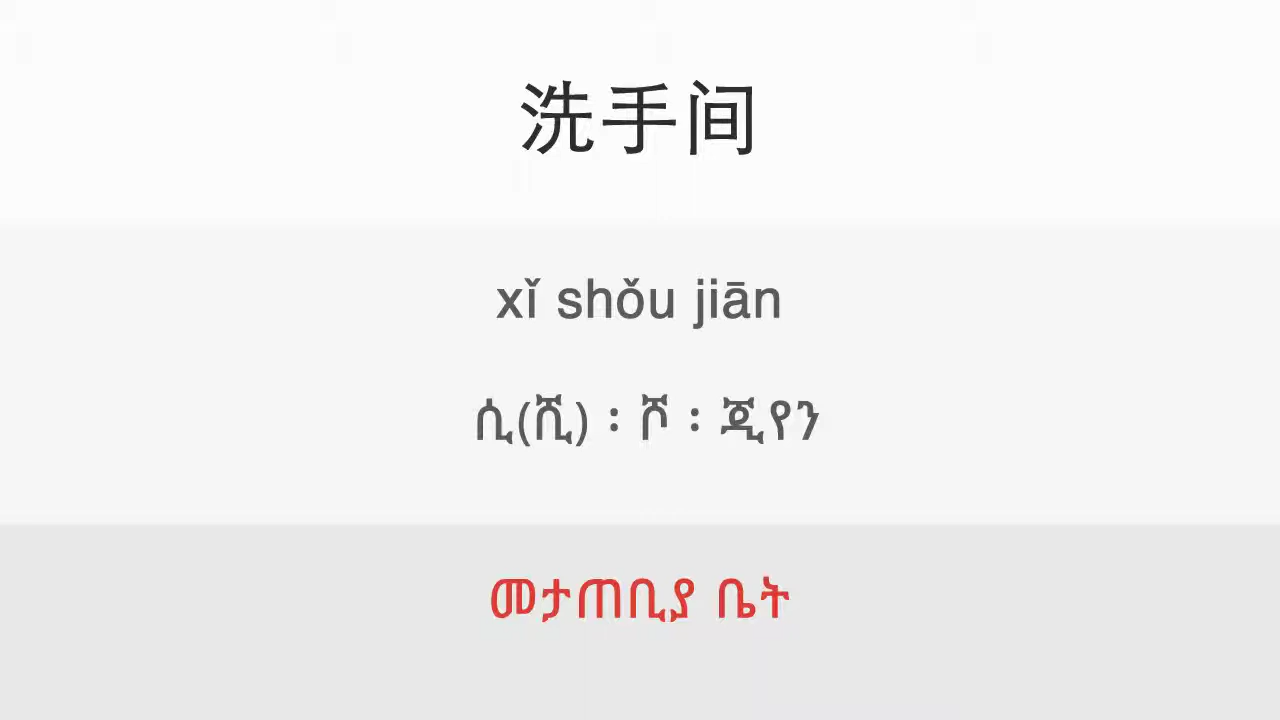 洗手间
xǐ shǒu jiān
ሲ(ሺ) ፡ ሾ ፡ ጂየን
መታጠቢያ ቤት